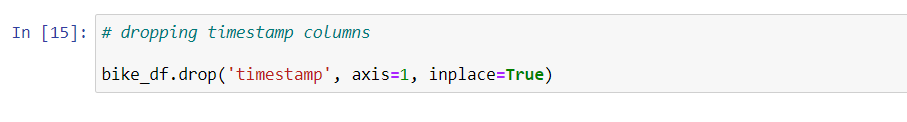 In [15]: # dropping timestamp columns
bike_df.drop('timestamp', axis=1, inplace=True)